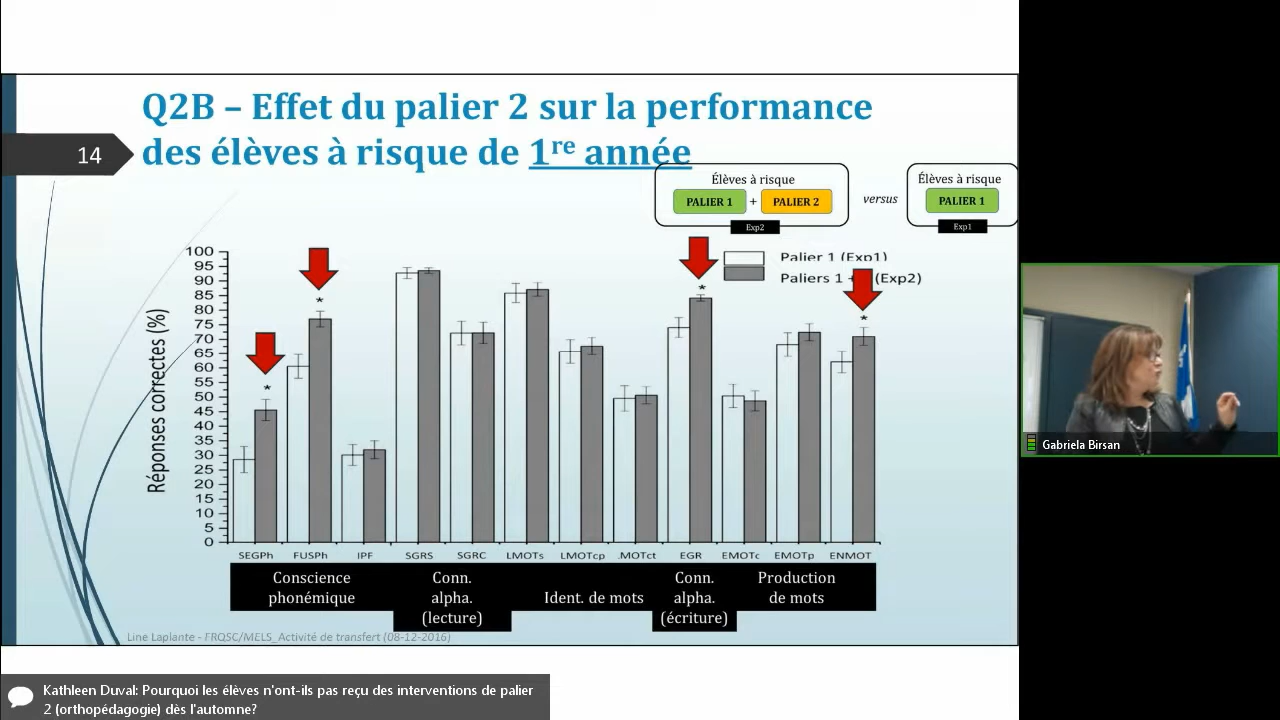 Q2B – Effet du palier 2 sur la performance
des élèves à risque de 1re année
14
Élèves à risque
PALIER 1 + PALIER 2
Exp2
versus
Élèves à risque
PALIER 1
Exp1
Palier 1 (Exp1)
Paliers 1 + (Exp2)
Réponses correctes (%)
100
95
90
85
80
75
70
65
60
55
50
45
40
35
30
25
20
15
10
5
0
*
*
*
*
SEGPh FUSPh IPF SGRS SGRC LMOTs LMOTcp .MOTct EGR EMOTc EMOTp ENMOT
Conscience
phonémique
Conn.
alpha.
(lecture)
Ident. de mots
Conn.
alpha.
(écriture)
Production
de mots
Line Laplante - FRQSC/MELS_Activité de transfert (08-12-2016)
Gabriela Birsan
Kathleen Duval: Pourquoi les élèves n'ont-ils pas reçu des interventions de palier
2 (orthopédagogie) dès l'automne?